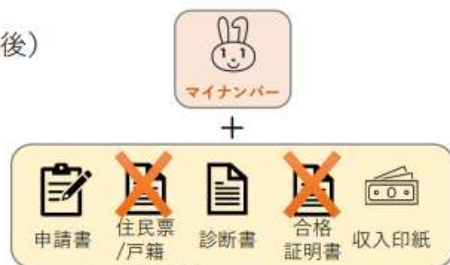 後）
マイナンバー
＋
申請書
住民票
/戸籍
診断書
合格
証明書
収入印紙